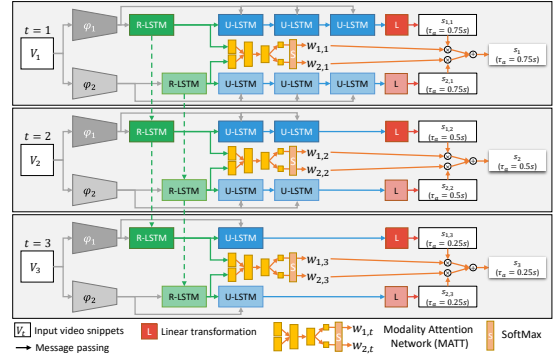 t = 1
V₁
φ₁
φ₂
R-LSTM
U-LSTM
U-LSTM
U-LSTM
L
s₁,₁
(τₐ = 0.75s)
S
w₁,₁
w₂,₁
s₁
(τₐ = 0.75s)
R-LSTM
U-LSTM
U-LSTM
U-LSTM
L
s₂,₁
(τₐ = 0.75s)
t = 2
V₂
φ₁
φ₂
R-LSTM
U-LSTM
U-LSTM
L
s₁,₂
(τₐ = 0.5s)
S
w₁,₂
w₂,₂
s₂
(τₐ = 0.5s)
R-LSTM
U-LSTM
U-LSTM
L
s₂,₂
(τₐ = 0.5s)
t = 3
V₃
φ₁
φ₂
R-LSTM
U-LSTM
L
s₁,₃
(τₐ = 0.25s)
S
w₁,₃
w₂,₃
s₃
(τₐ = 0.25s)
R-LSTM
U-LSTM
L
s₂,₃
(τₐ = 0.25s)
Vₜ Input video snippets
Message passing
L Linear transformation
S
w₁,ₜ
w₂,ₜ
Modality Attention
Network (MATT)
S SoftMax